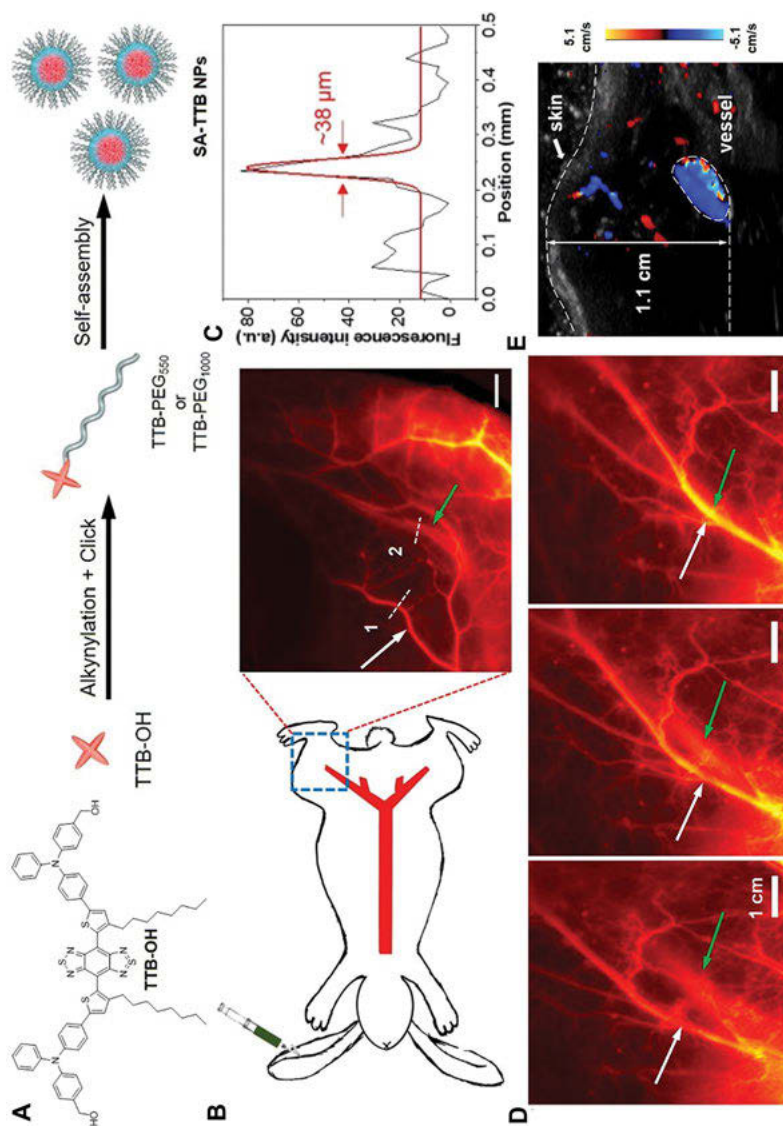 A
HO
N
S
N
S
N
N
S
N
S
N
OH
TTB-OH
TTB-OH
Alkynylation + Click
TTB-PEG550
or
TTB-PEG1000
Self-assembly
B
1
2
C
SA-TTB NPs
~38 μm
Fluorescence intensity (a.u.)
80
60
40
20
0
0.0
0.1
0.2
0.3
0.4
0.5
Position (mm)
D
1 cm
E
skin
1.1 cm
vessel
5.1
cm/s
-5.1
cm/s